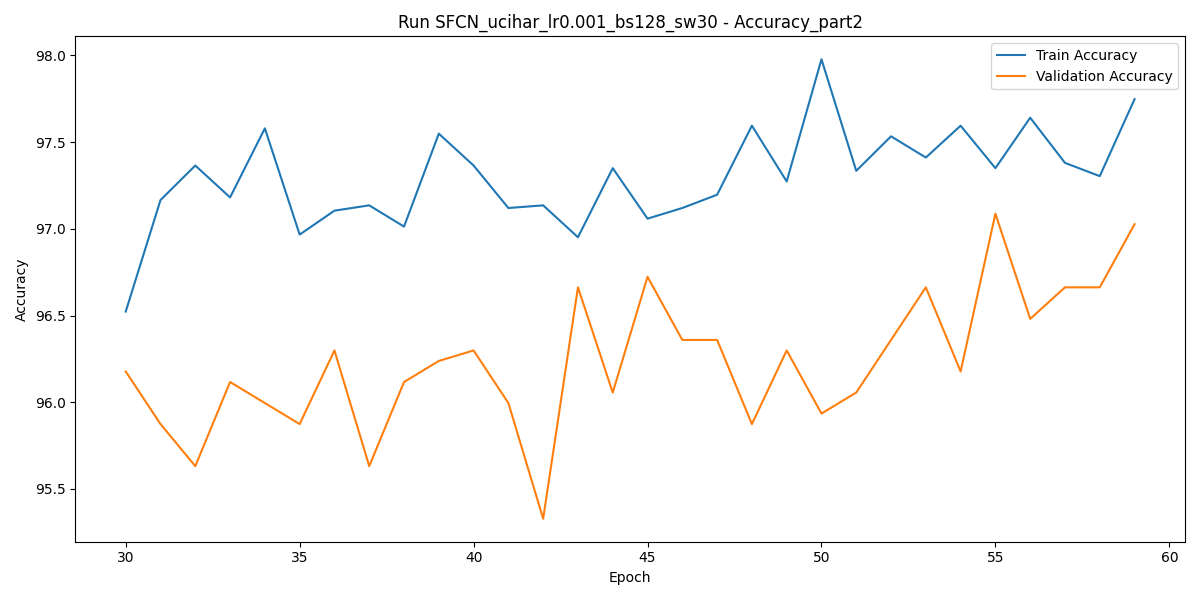 Run SFCN_ucihar_lr0.001_bs128_sw30 - Accuracy_part2
Train Accuracy
Validation Accuracy
98.0
97.5
97.0
96.5
96.0
95.5
Accuracy
30 35 40 45 50 55 60
Epoch